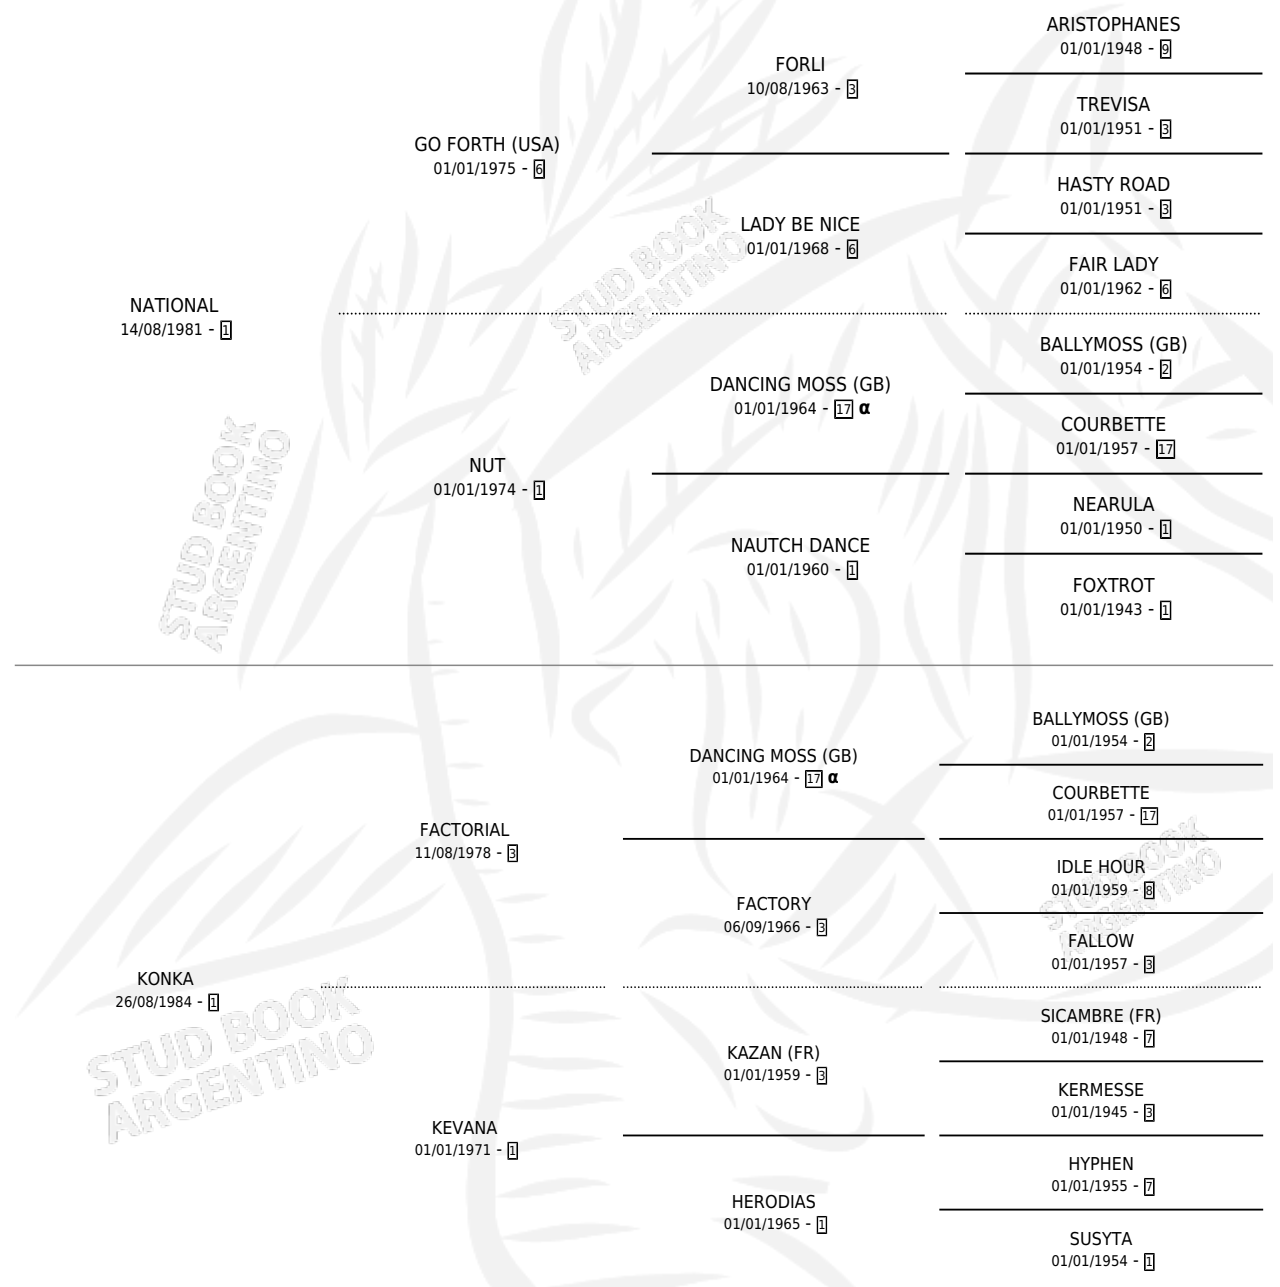 ARISTOPHANES
01/01/1948 - 9
FORLI
10/08/1963 - 3
TREVISA
01/01/1951 - 3
GO FORTH (USA)
01/01/1975 - 6
HASTY ROAD
01/01/1951 - 3
LADY BE NICE
01/01/1968 - 6
FAIR LADY
01/01/1962 - 6
NATIONAL
14/08/1981 - 1
BALLYMOSS (GB)
01/01/1954 - 2
DANCING MOSS (GB)
01/01/1964 - 17 α
COURBETTE
01/01/1957 - 17
NUT
01/01/1974 - 1
NEARULA
01/01/1950 - 1
NAUTCH DANCE
01/01/1960 - 1
FOXTROT
01/01/1943 - 1
BALLYMOSS (GB)
01/01/1954 - 2
DANCING MOSS (GB)
01/01/1964 - 17 α
COURBETTE
01/01/1957 - 17
FACTORIAL
11/08/1978 - 3
IDLE HOUR
01/01/1959 - 8
FACTORY
06/09/1966 - 3
FALLOW
01/01/1957 - 3
KONKA
26/08/1984 - 1
SICAMBRE (FR)
01/01/1948 - 7
KAZAN (FR)
01/01/1959 - 3
KERMESSE
01/01/1945 - 3
KEVANA
01/01/1971 - 1
HYPHEN
01/01/1955 - 7
HERODIAS
01/01/1965 - 1
SUSYTA
01/01/1954 - 1
STUD BOOK
ARGENTINO
STUD BOOK
ARGENTINO
STUD BOOK
ARGENTINO
STUD BOOK
ARGENTINO